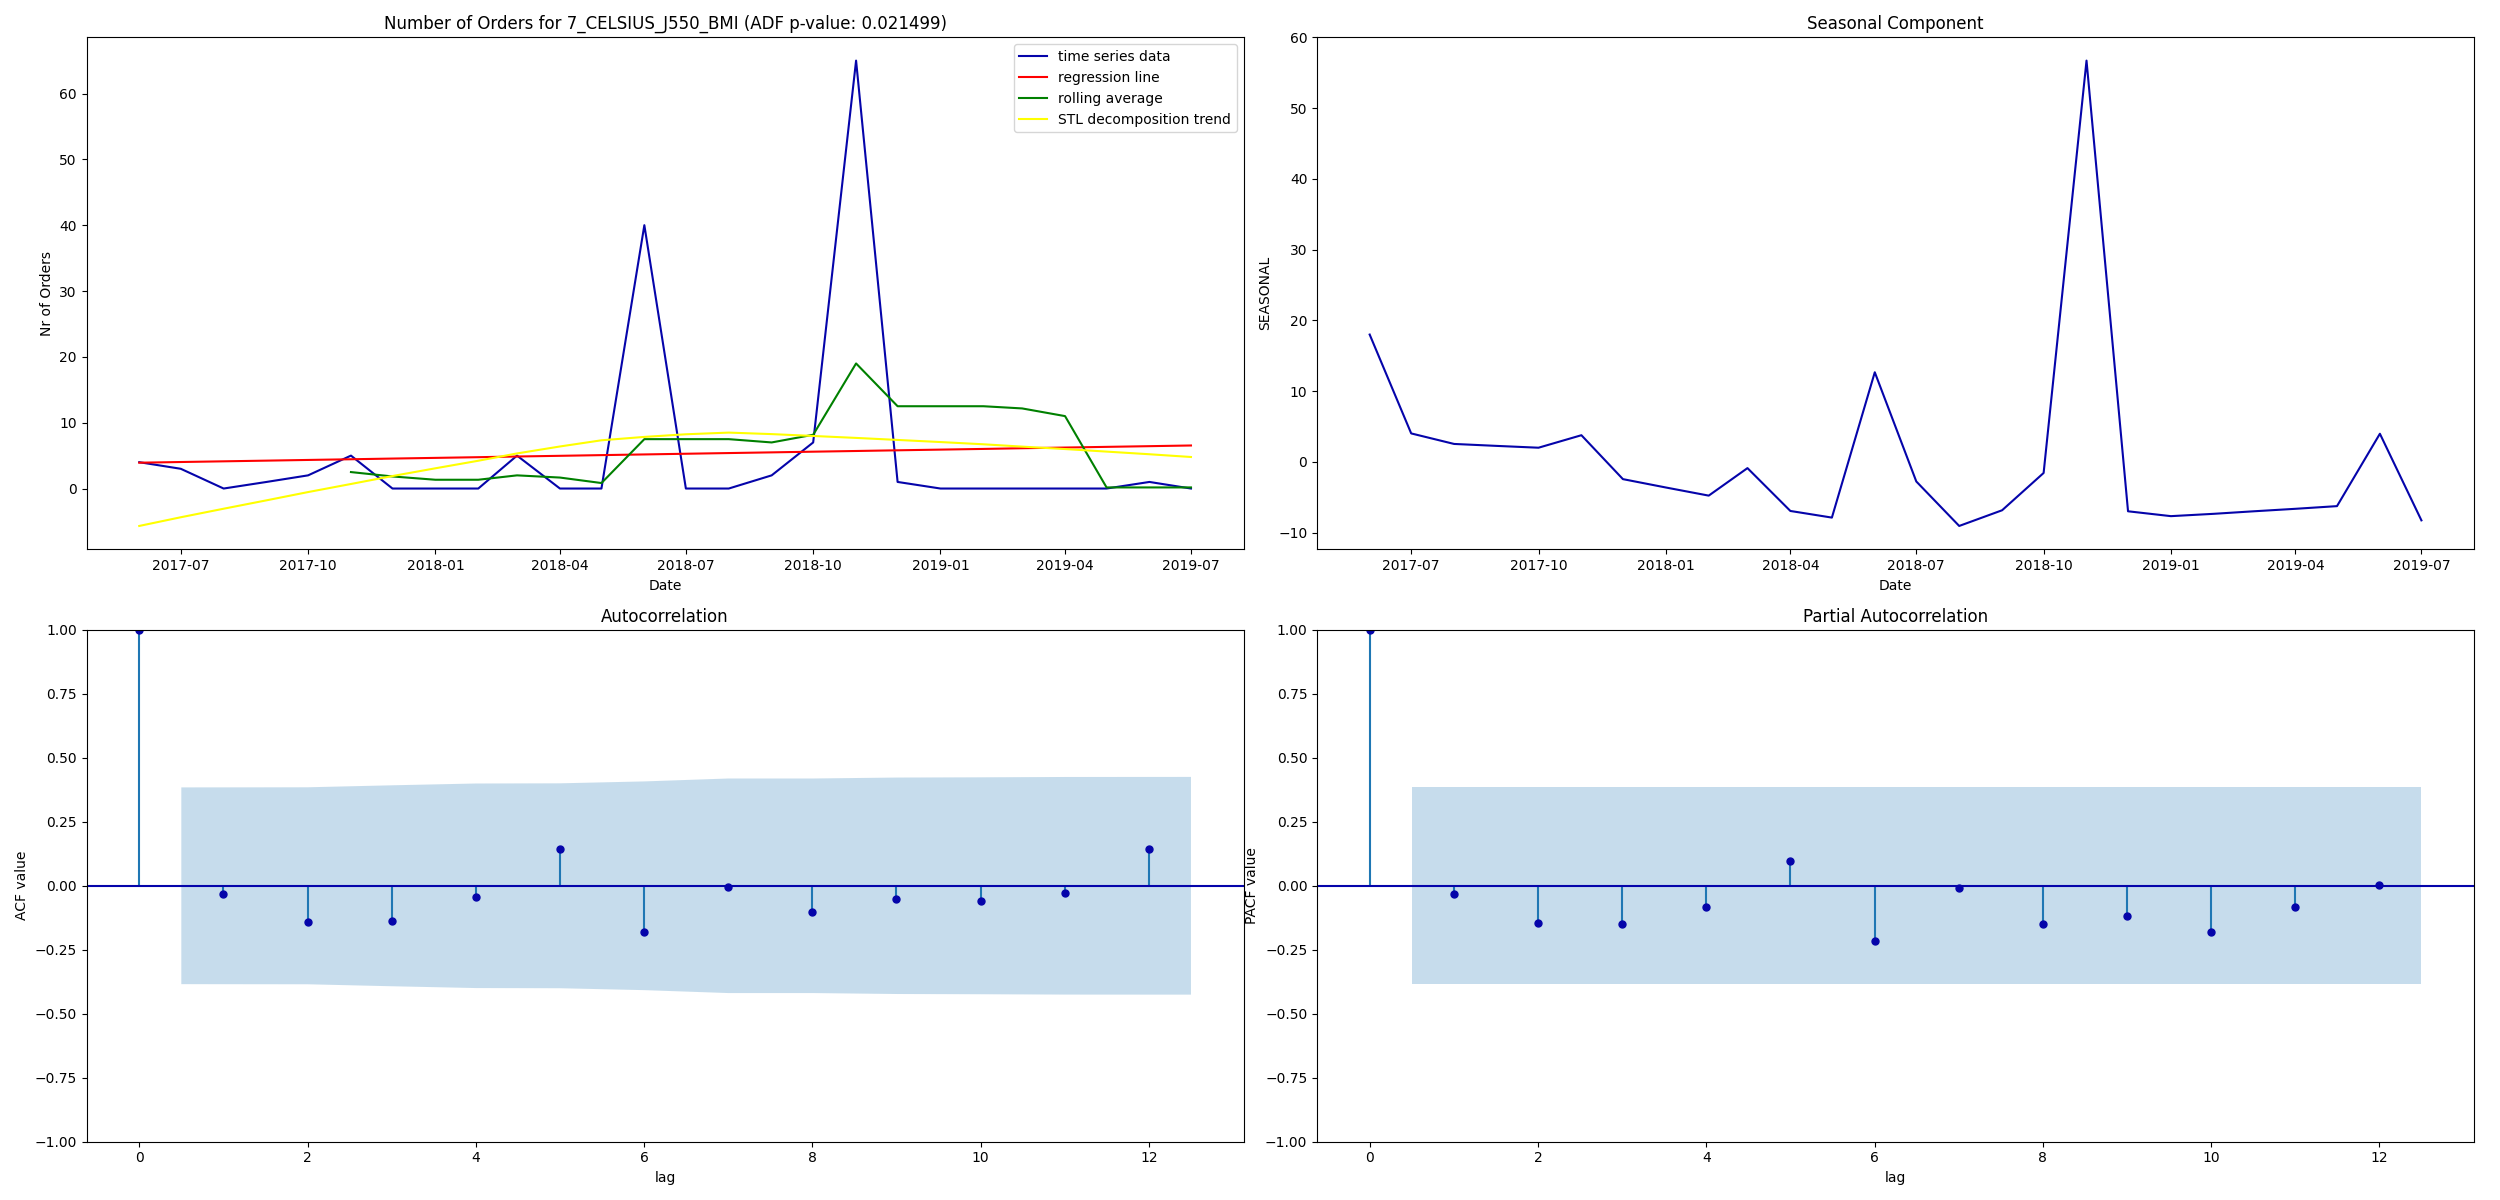 Number of Orders for 7_CELSIUS_J550_BMI (ADF p-value: 0.021499)
time series data
regression line
rolling average
STL decomposition trend
Nr of Orders
60
50
40
30
20
10
0
2017-07 2017-10 2018-01 2018-04 2018-07 2018-10 2019-01 2019-04 2019-07
Date
Seasonal Component
SEASONAL
60
50
40
30
20
10
0
−10
2017-07 2017-10 2018-01 2018-04 2018-07 2018-10 2019-01 2019-04 2019-07
Date
Autocorrelation
ACF value
1.00
0.75
0.50
0.25
0.00
−0.25
−0.50
−0.75
−1.00
0 2 4 6 8 10 12
lag
Partial Autocorrelation
PACF value
1.00
0.75
0.50
0.25
0.00
−0.25
−0.50
−0.75
−1.00
0 2 4 6 8 10 12
lag